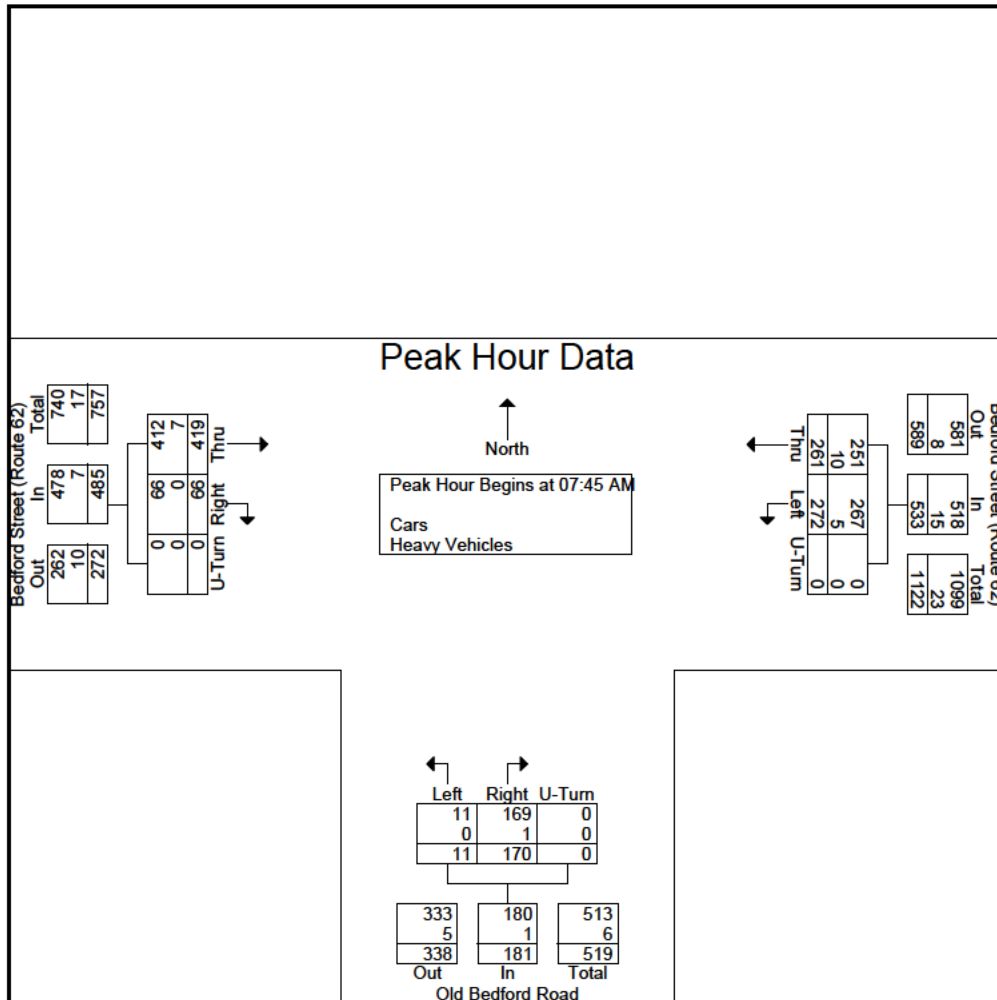 Peak Hour Data
North
Peak Hour Begins at 07:45 AM
Cars
Heavy Vehicles
Bedford Street (Route 62)
Total
740 17 757
In
478 7 485
Out
262 10 272
Thru
412 7 419
Right
66 0 66
U-Turn
0 0 0
Bedford Street (Route 62)
Out
581 8 589
In
518 15 533
Total
1099 23 1122
Thru
251 10 261
Left
267 5 272
U-Turn
0 0 0
Left Right U-Turn
11 169 0
0 1 0
11 170 0
333 180 513
5 1 6
338 181 519
Out In Total
Old Bedford Road